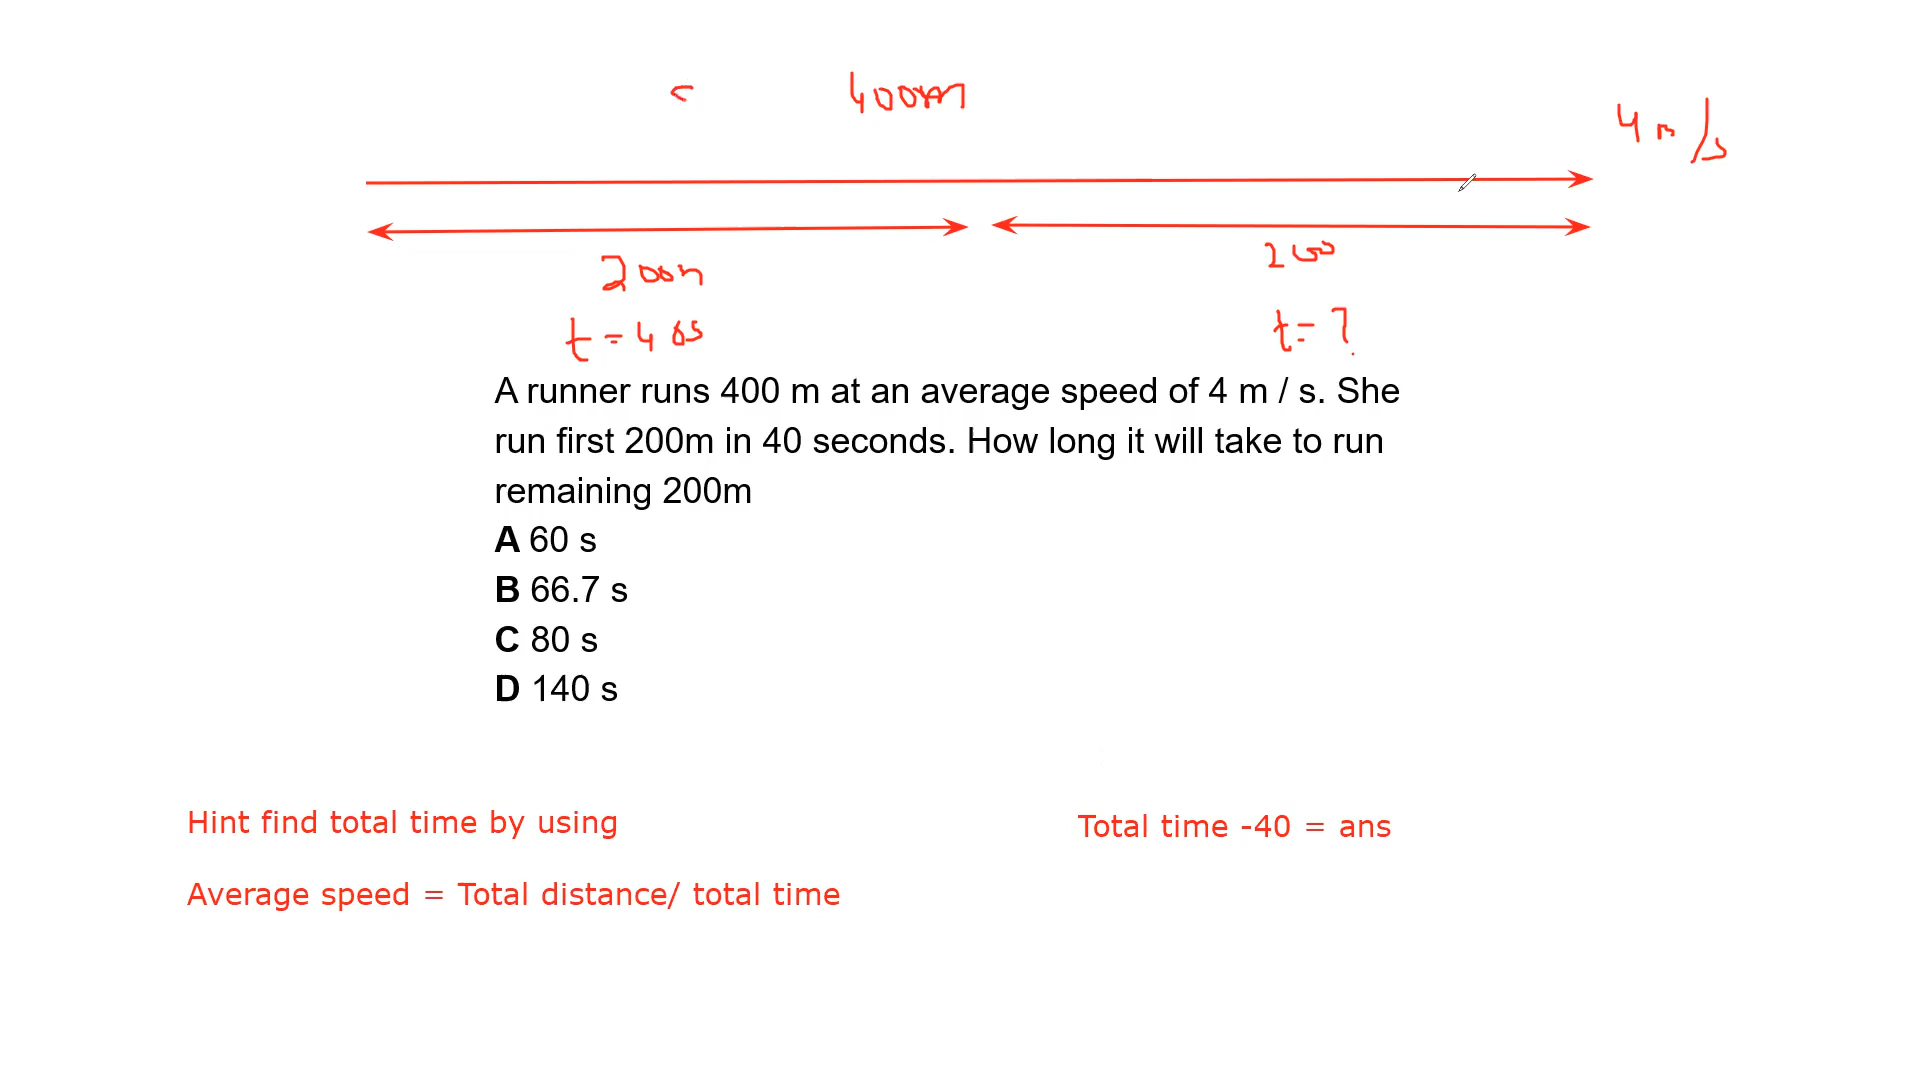 400m
4 m/s
200m
200
t = 40s
t = ?
A runner runs 400 m at an average speed of 4 m / s. She
run first 200m in 40 seconds. How long it will take to run
remaining 200m
A 60 s
B 66.7 s
C 80 s
D 140 s
Hint find total time by using
Total time -40 = ans
Average speed = Total distance/ total time